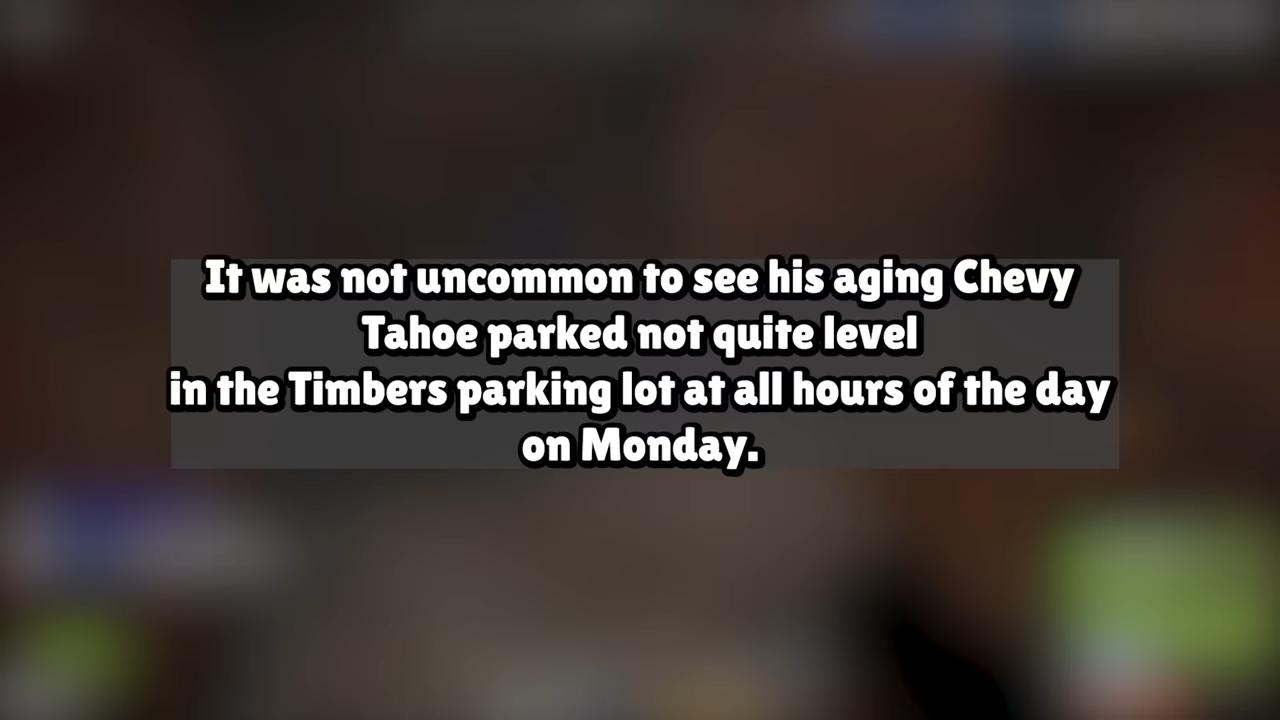 It was not uncommon to see his aging Chevy
Tahoe parked not quite level
in the Timbers parking lot at all hours of the day
on Monday.